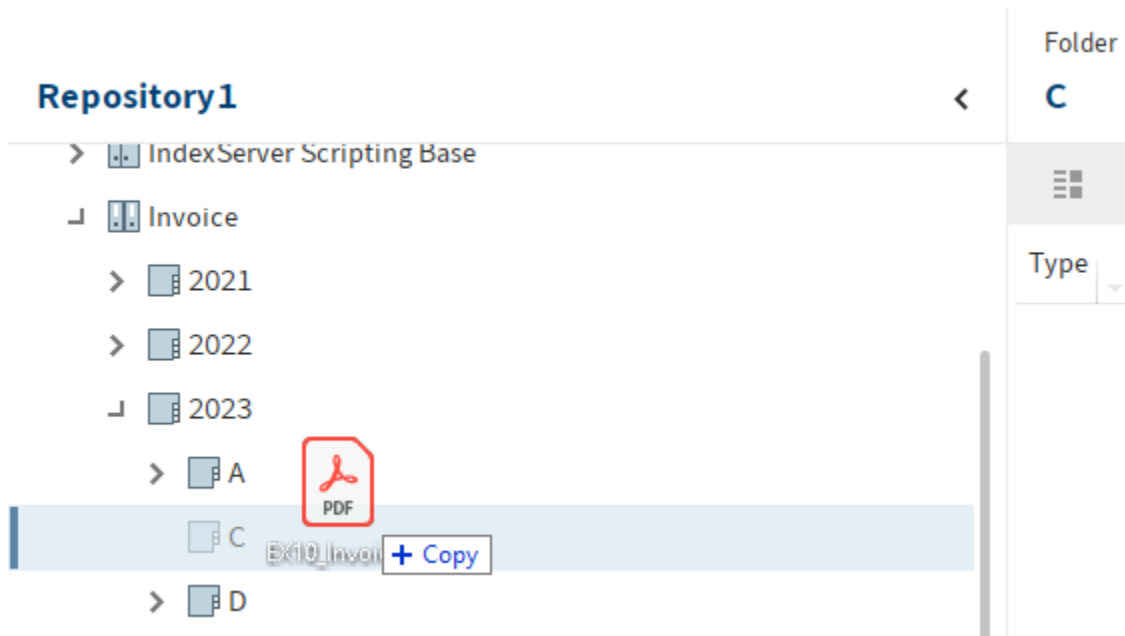 Folder
Repository1
C
IndexServer Scripting Base
Invoice
Type
2021
2022
2023
A
PDF
C
+ Copy
D